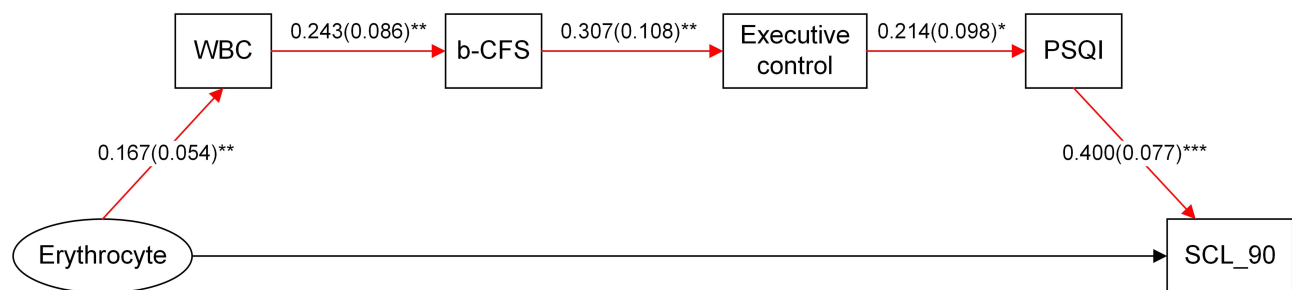 0.243(0.086)**
0.307(0.108)**
0.214(0.098)*
WBC
b-CFS
Executive
control
PSQI
0.167(0.054)**
0.400(0.077)***
Erythrocyte
SCL_90